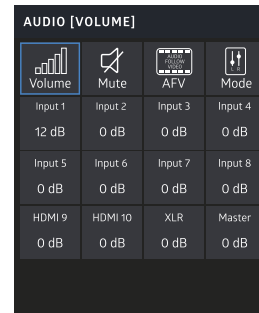 AUDIO [VOLUME]
AUDIO FOLLOW VIDEO
L R
Volume Mute AFV Mode
Input 1 Input 2 Input 3 Input 4
12 dB 0 dB 0 dB 0 dB
Input 5 Input 6 Input 7 Input 8
0 dB 0 dB 0 dB 0 dB
HDMI 9 HDMI 10 XLR Master
0 dB 0 dB 0 dB 0 dB